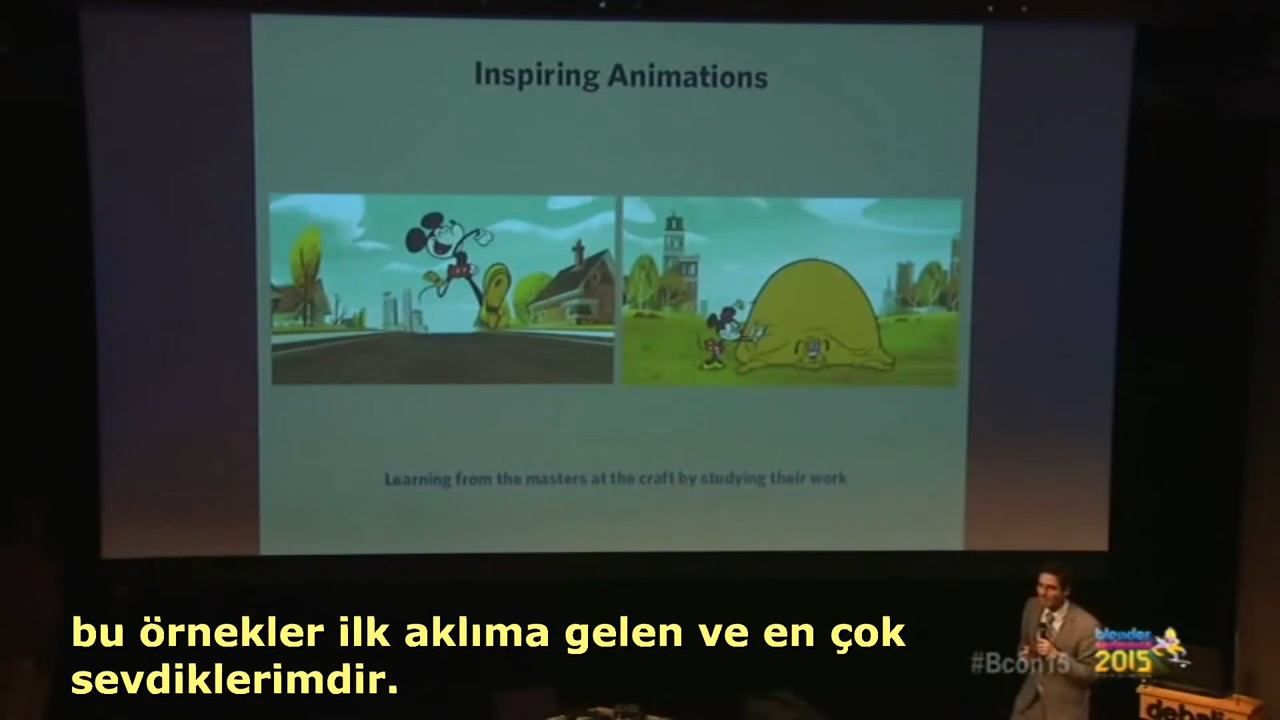 Inspiring Animations
Learning from the masters at the craft by studying their work
bu örnekler ilk aklıma gelen ve en çok
sevdiklerimdir.
#Bcon15
blender
2015